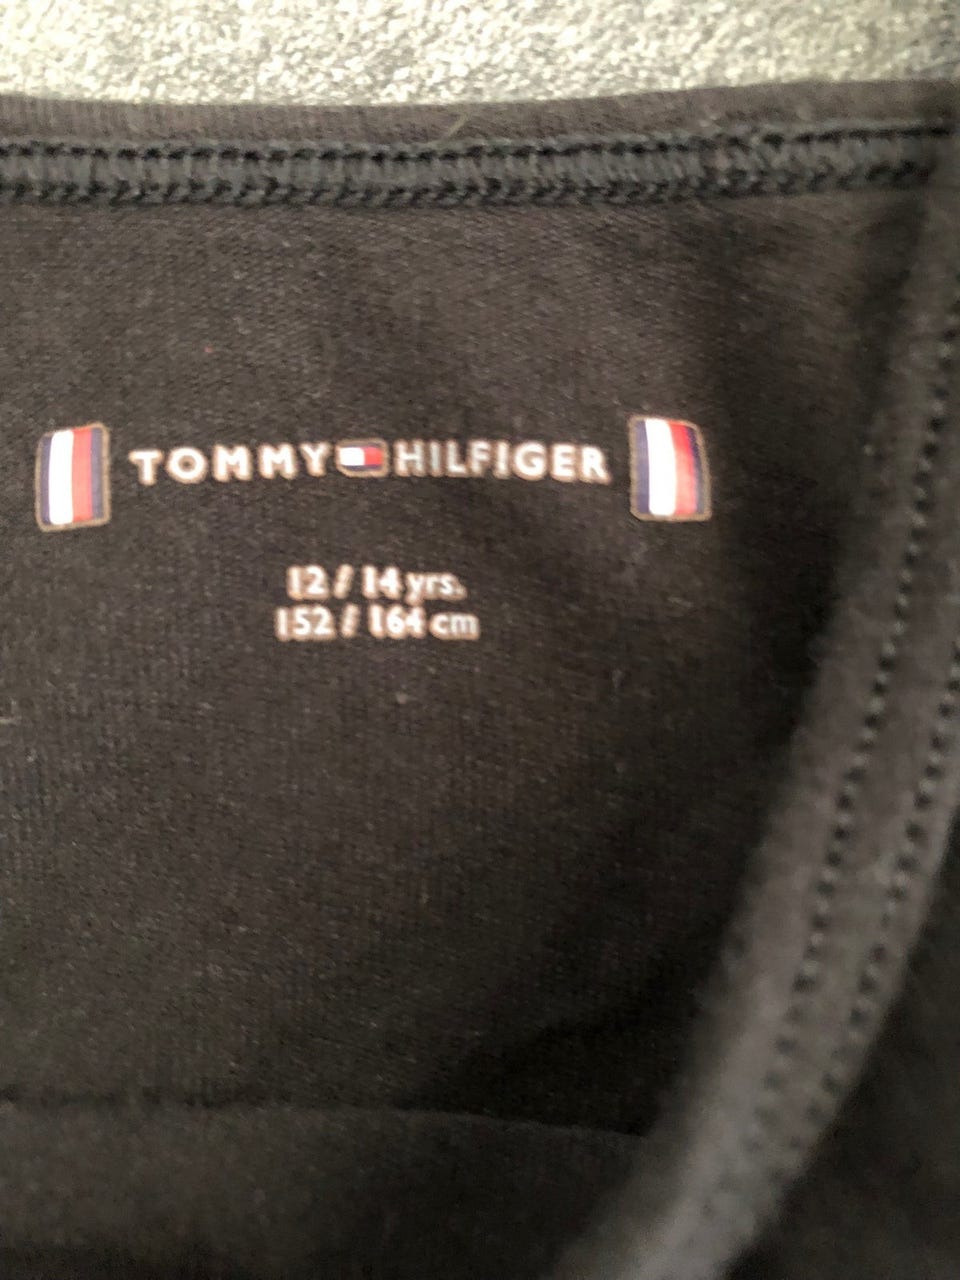 TOMMY HILFIGER
12 / 14 yrs.
152 / 164 cm